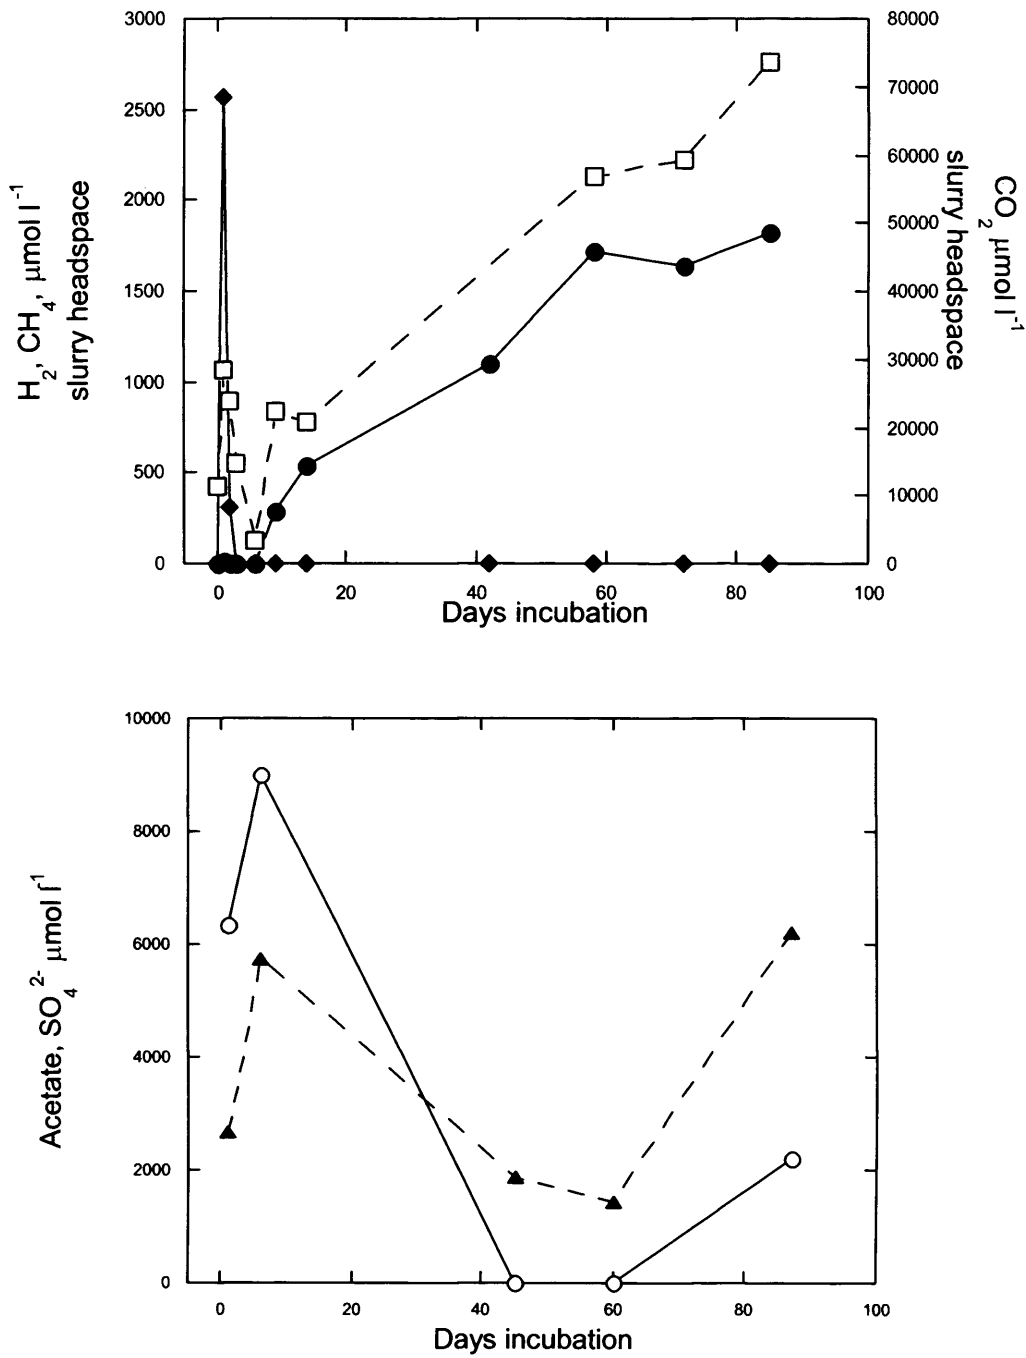 3000
2500
2000
1500
1000
500
0
H2, CH4, μmol l-1
slurry headspace
80000
70000
60000
50000
40000
30000
20000
10000
0
CO2 μmol l-1
slurry headspace
0 20 40 60 80 100
Days incubation
10000
8000
6000
4000
2000
0
Acetate, SO4 2- μmol l-1
0 20 40 60 80 100
Days incubation